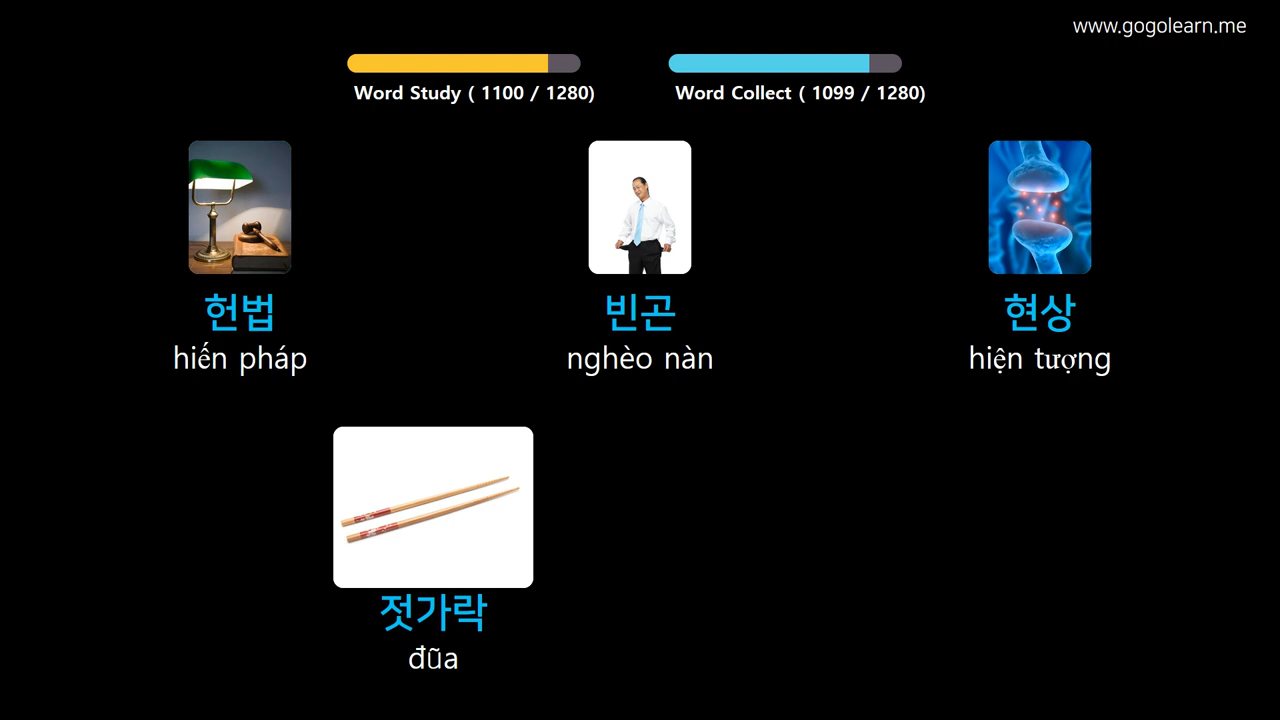 www.gogolearn.me
Word Study ( 1100 / 1280)
Word Collect ( 1099 / 1280)
헌법
hiến pháp
빈곤
nghèo nàn
현상
hiện tượng
젓가락
đũa